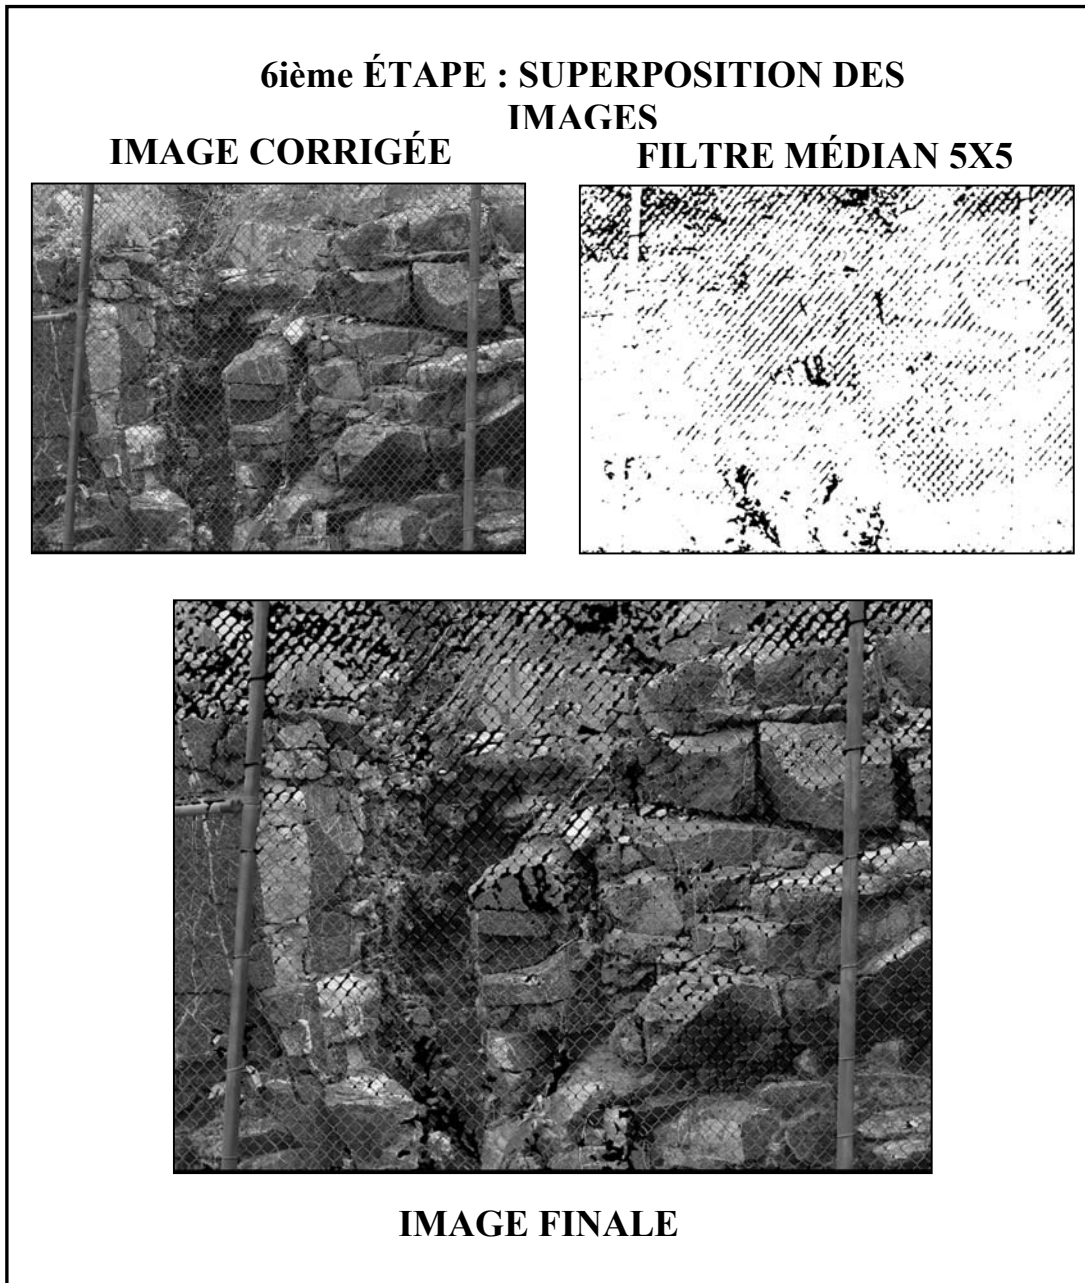 6ième ÉTAPE : SUPERPOSITION DES
IMAGES
IMAGE CORRIGÉE
FILTRE MÉDIAN 5X5
IMAGE FINALE